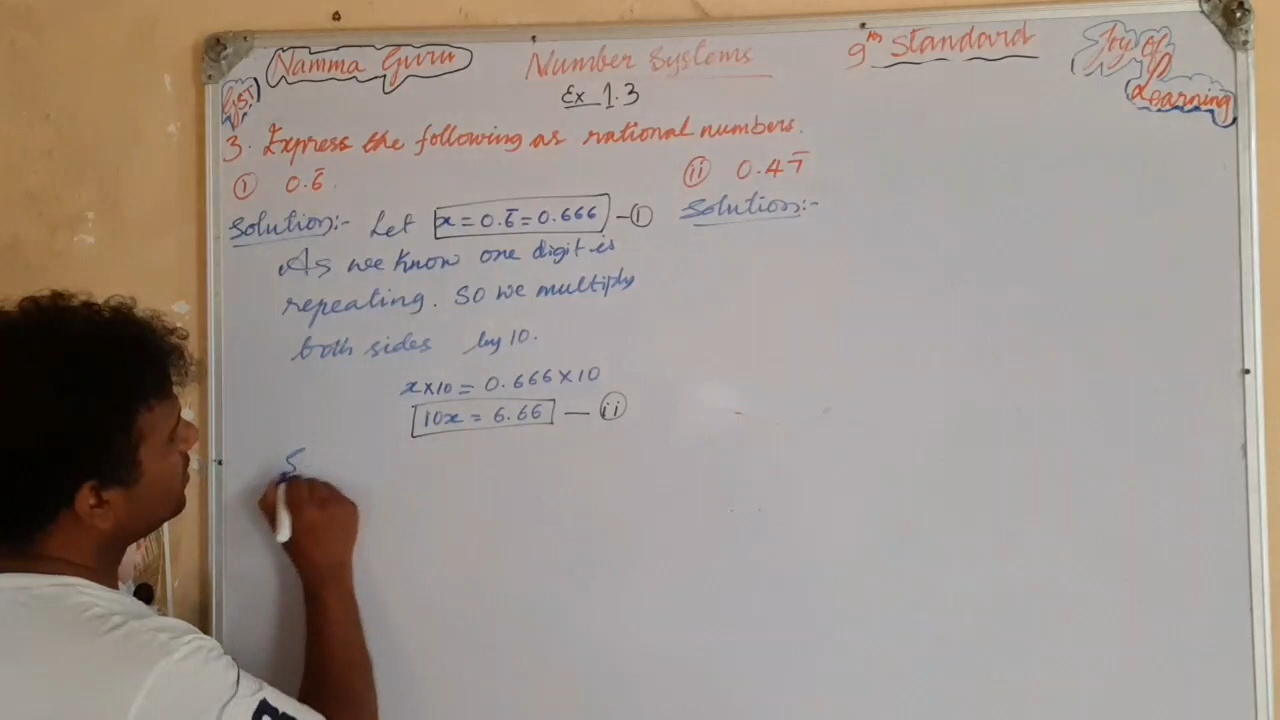 Namma Guru
Number Systems
9th Standard
Joy of
Learning
GST
Ex 1.3
3. Express the following as rational numbers.
(i) 0.6̅.
(ii) 0.47̅
Solution:- Let x = 0.6̅ = 0.666 - (i)
As we know one digit is
repeating. So we multiply
both sides by 10.
x×10 = 0.666×10
10x = 6.66 — (ii)
S
Solution:-